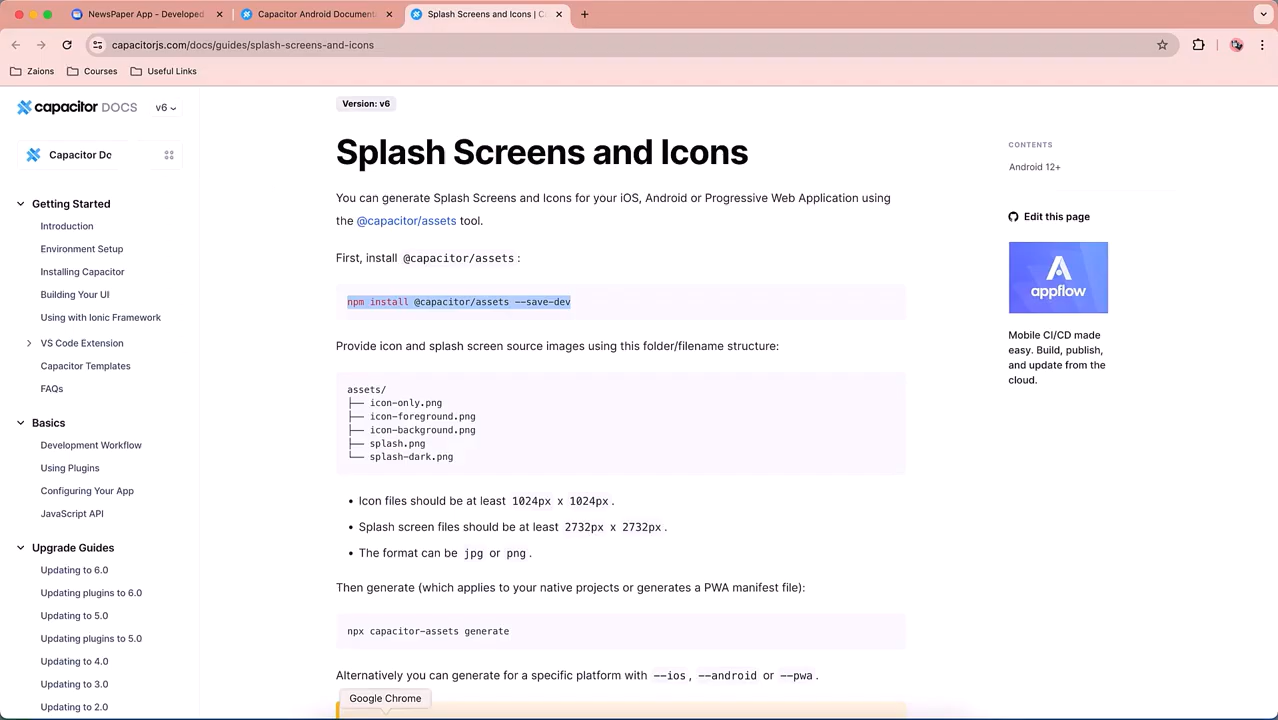 NewsPaper App - Developed
Capacitor Android Document
Splash Screens and Icons | C
capacitorjs.com/docs/guides/splash-screens-and-icons
Zaions
Courses
Useful Links
capacitor DOCS
v6
Capacitor Dc
Getting Started
Introduction
Environment Setup
Installing Capacitor
Building Your UI
Using with Ionic Framework
VS Code Extension
Capacitor Templates
FAQs
Basics
Development Workflow
Using Plugins
Configuring Your App
JavaScript API
Upgrade Guides
Updating to 6.0
Updating plugins to 6.0
Updating to 5.0
Updating plugins to 5.0
Updating to 4.0
Updating to 3.0
Updating to 2.0
Version: v6
Splash Screens and Icons
You can generate Splash Screens and Icons for your iOS, Android or Progressive Web Application using
the @capacitor/assets tool.
First, install @capacitor/assets :
npm install @capacitor/assets --save-dev
Provide icon and splash screen source images using this folder/filename structure:
assets/
├── icon-only.png
├── icon-foreground.png
├── icon-background.png
├── splash.png
└── splash-dark.png
• Icon files should be at least 1024px x 1024px .
• Splash screen files should be at least 2732px x 2732px .
• The format can be jpg or png .
Then generate (which applies to your native projects or generates a PWA manifest file):
npx capacitor-assets generate
Alternatively you can generate for a specific platform with --ios , --android or --pwa .
Google Chrome
CONTENTS
Android 12+
Edit this page
appflow
Mobile CI/CD made
easy. Build, publish,
and update from the
cloud.